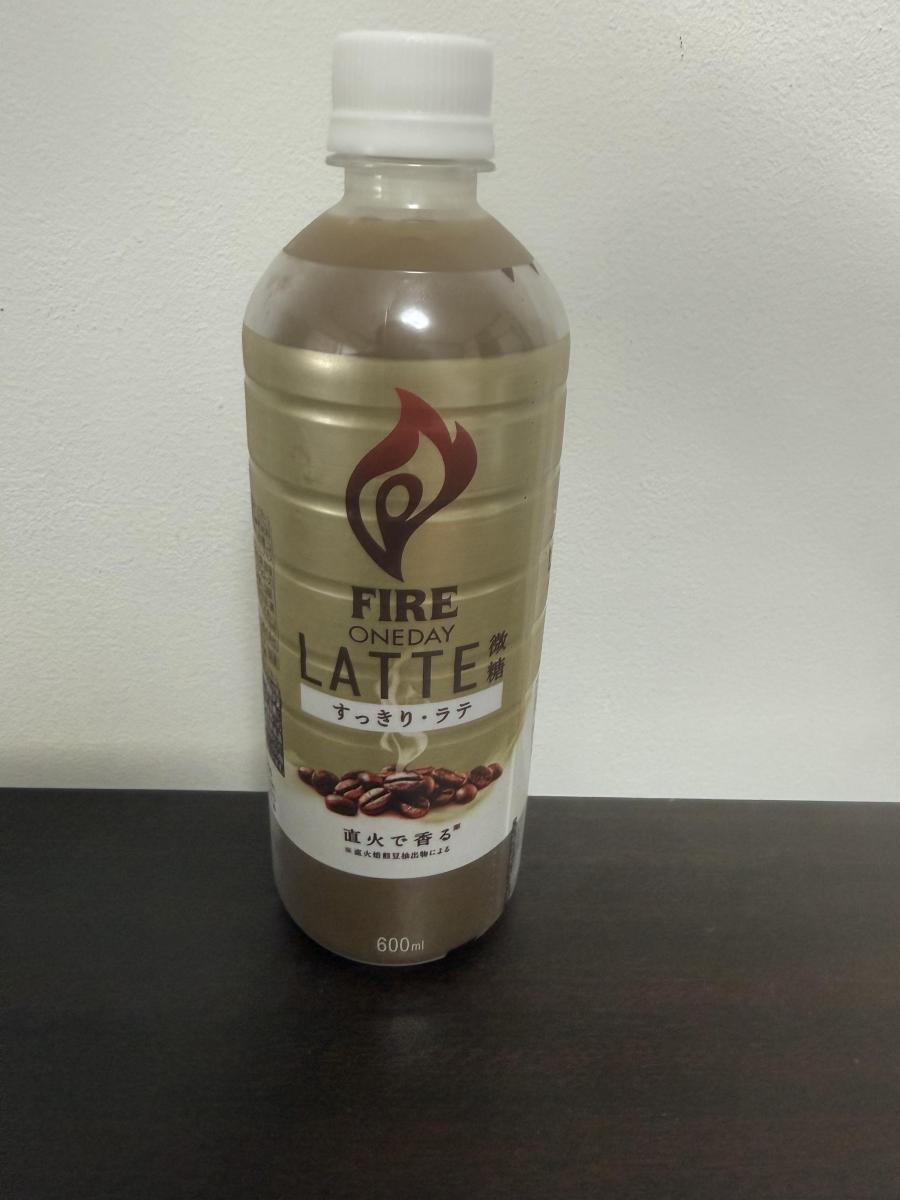 FIRE
ONEDAY
LATTE
微糖
すっきり・ラテ
直火で香る※
※直火焙煎豆抽出物による
600ml